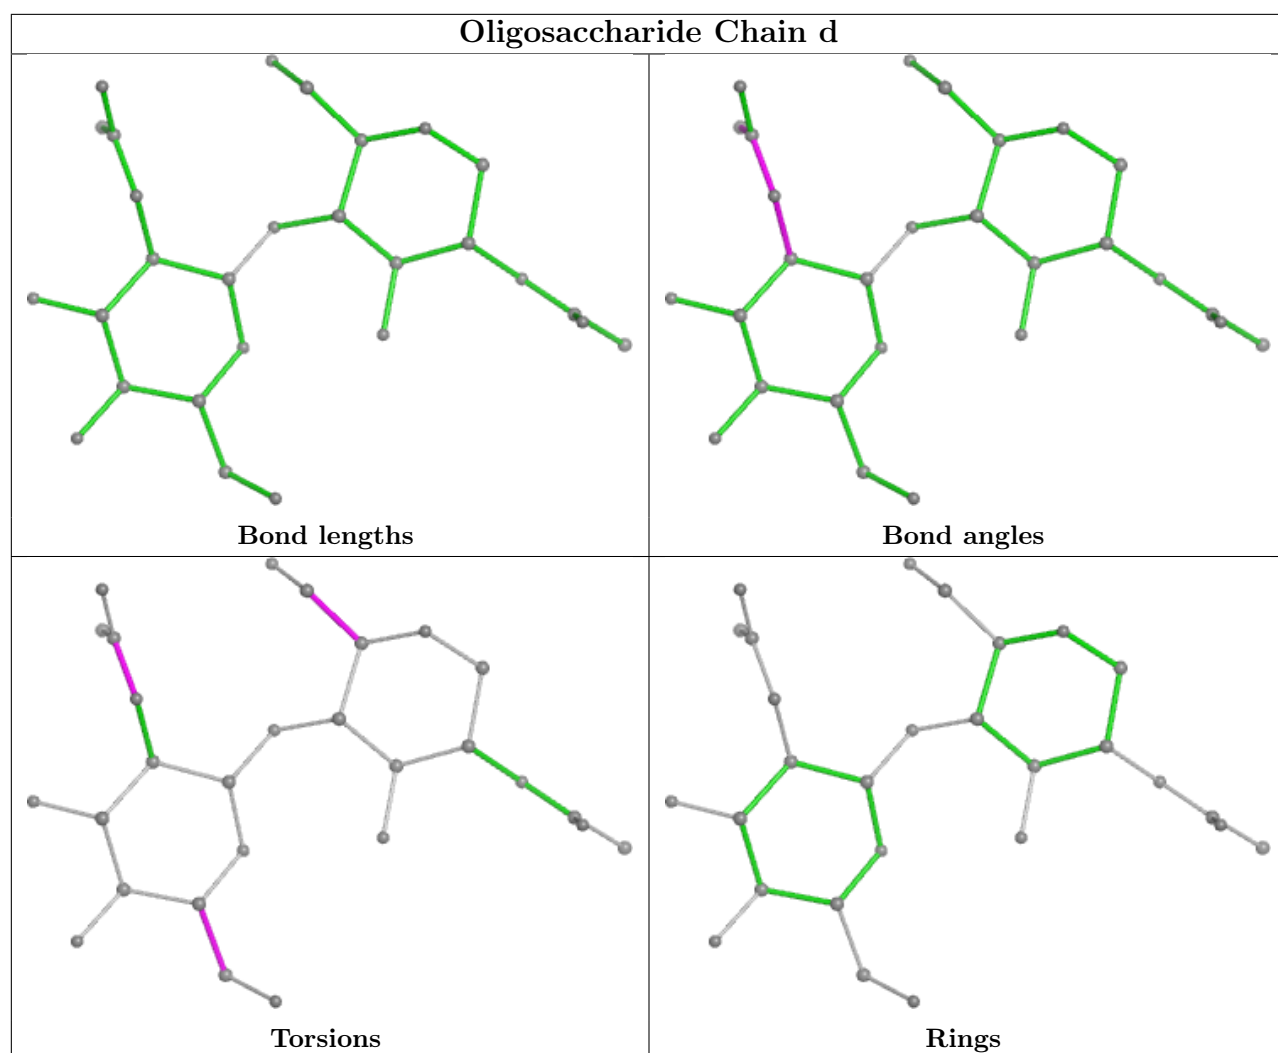 Oligosaccharide Chain d
Bond lengths
Bond angles
Torsions
Rings